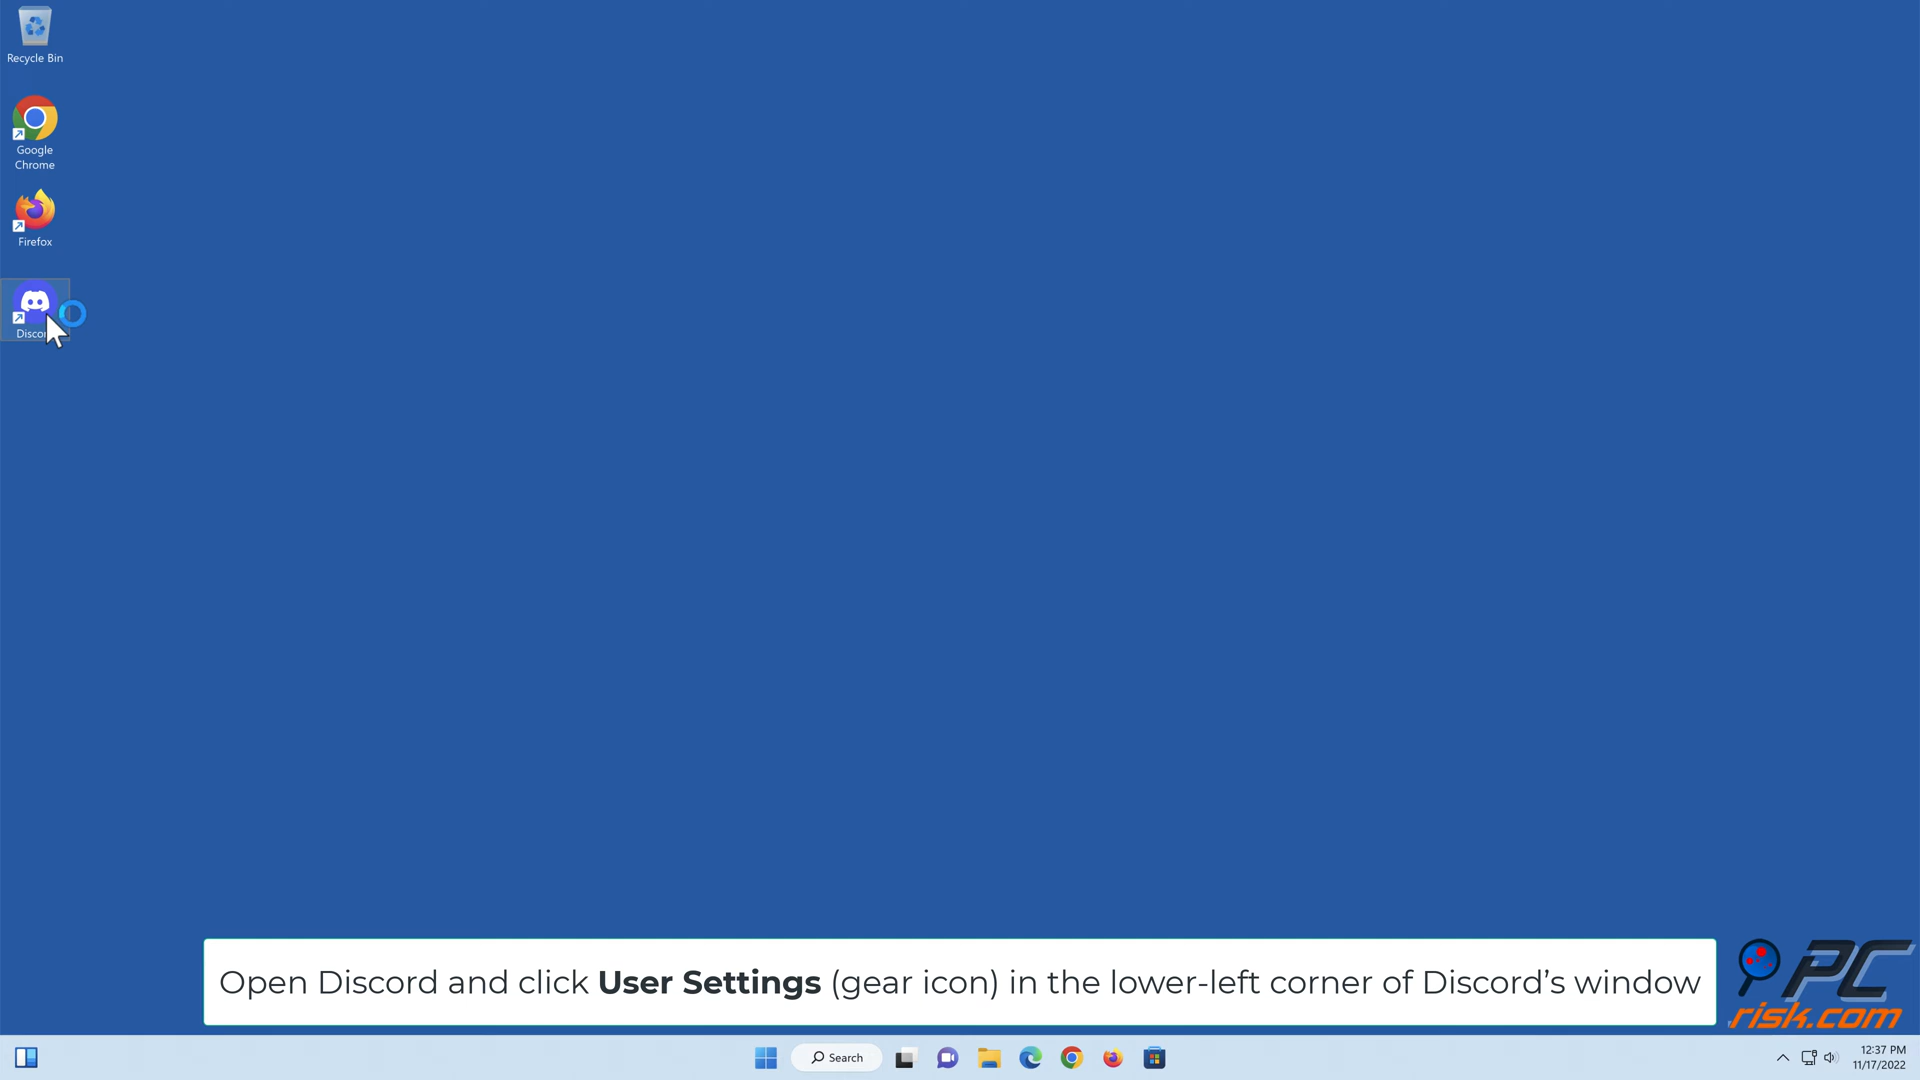 Recycle Bin
Google
Chrome
Firefox
Open Discord and click User Settings (gear icon) in the lower-left corner of Discord’s window
PC
risk.com
Search
12:37 PM
11/17/2022